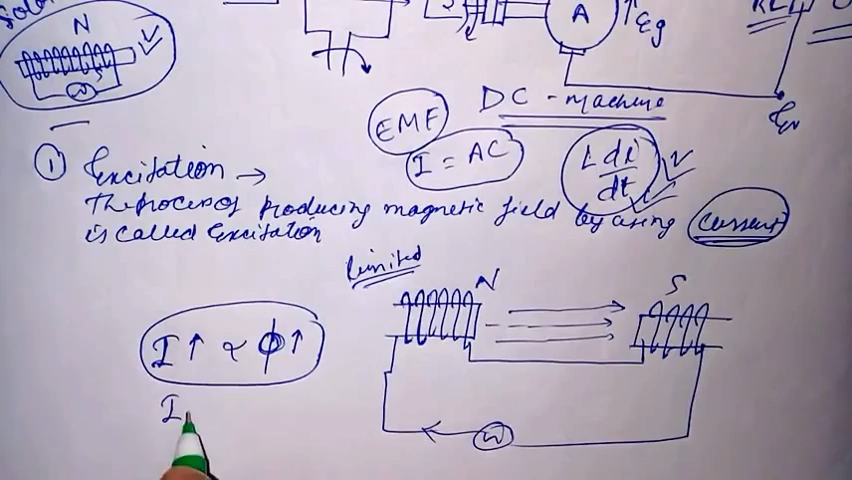 N
S
A
↑Eg
DC - machine
EMF
I = AC
L di/dt
① Excitation →
The process of producing magnetic field by using current
is called Excitation
Limited
N
S
I↑ ∝ ϕ↑
I